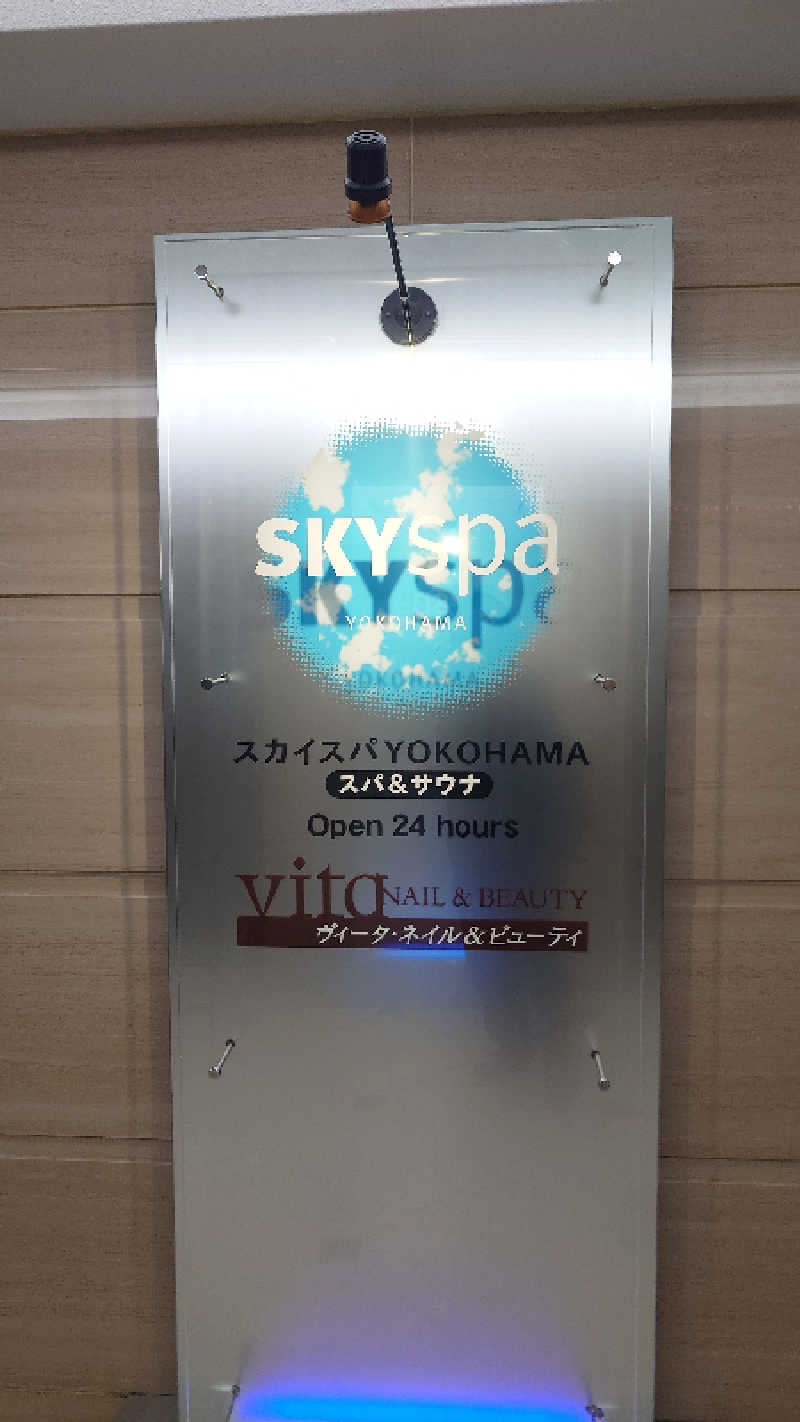 SKYspa
YOKOHAMA
スカイスパYOKOHAMA
スパ&サウナ
Open 24 hours
vita NAIL & BEAUTY
ヴィータ・ネイル&ビューティ